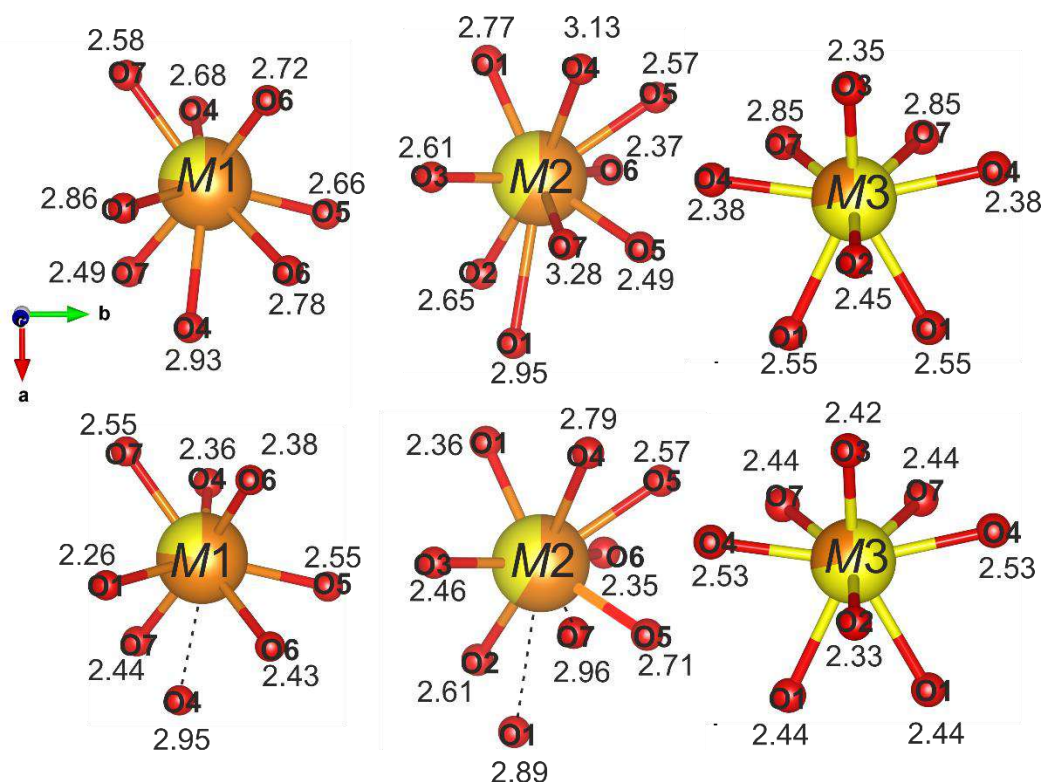 2.58
O7
2.68
O4
2.72
O6
M1
2.86
O1
2.66
O5
2.49
O7
O6
2.78
O4
2.93
2.77
O1
3.13
O4
2.57
O5
2.61
O3
M2
2.37
O6
O2
2.65
O7
3.28
O5
2.49
O1
2.95
2.35
O3
2.85
O7
2.85
O7
O4
2.38
M3
O4
2.38
O2
2.45
O1
2.55
O1
2.55
c
b
a
2.55
O7
2.36
O4
2.38
O6
M1
2.26
O1
2.55
O5
O7
2.44
O6
2.43
O4
2.95
2.36
O1
2.79
O4
2.57
O5
M2
O3
2.46
O6
2.35
O2
2.61
O7
2.96
O5
2.71
O1
2.89
2.42
O3
2.44
O7
2.44
O7
O4
2.53
M3
O4
2.53
O2
2.33
O1
2.44
O1
2.44